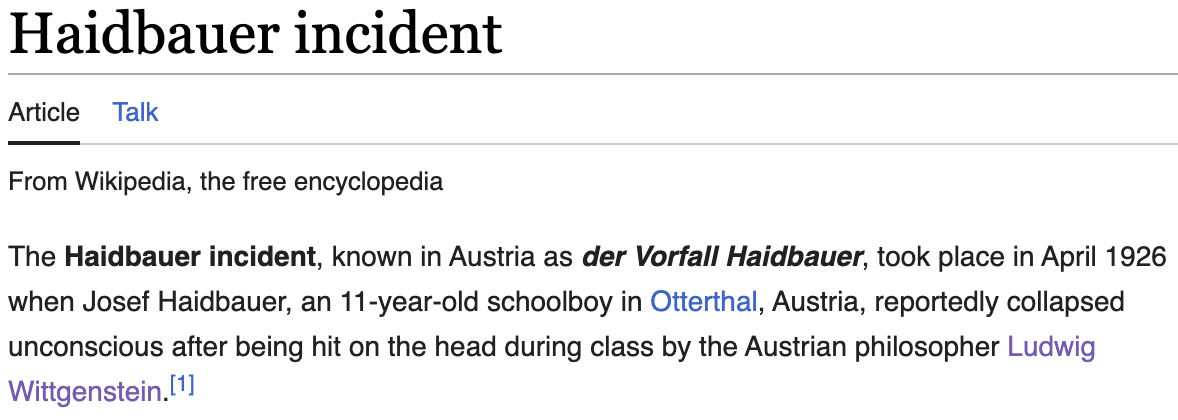 Haidbauer incident
Article Talk
From Wikipedia, the free encyclopedia
The Haidbauer incident, known in Austria as der Vorfall Haidbauer, took place in April 1926
when Josef Haidbauer, an 11-year-old schoolboy in Otterthal, Austria, reportedly collapsed
unconscious after being hit on the head during class by the Austrian philosopher Ludwig
Wittgenstein.[1]